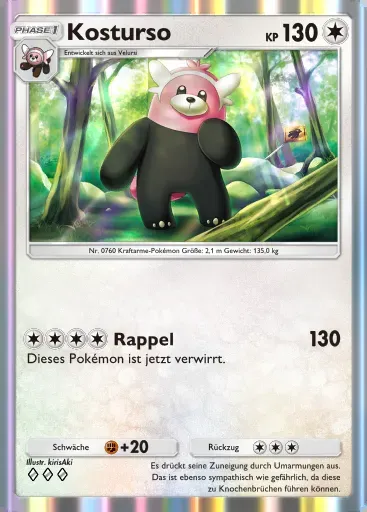 PHASE 1
Kosturso
KP 130
Entwickelt sich aus Velursi
Nr. 0760 Kraftarme-Pokémon Größe: 2,1 m Gewicht: 135,0 kg
Rappel 130
Dieses Pokémon ist jetzt verwirrt.
Schwäche +20 Rückzug
Illustr. kirisAki
Es drückt seine Zuneigung durch Umarmungen aus.
Das ist ebenso sympathisch wie gefährlich, da diese
zu Knochenbrüchen führen können.